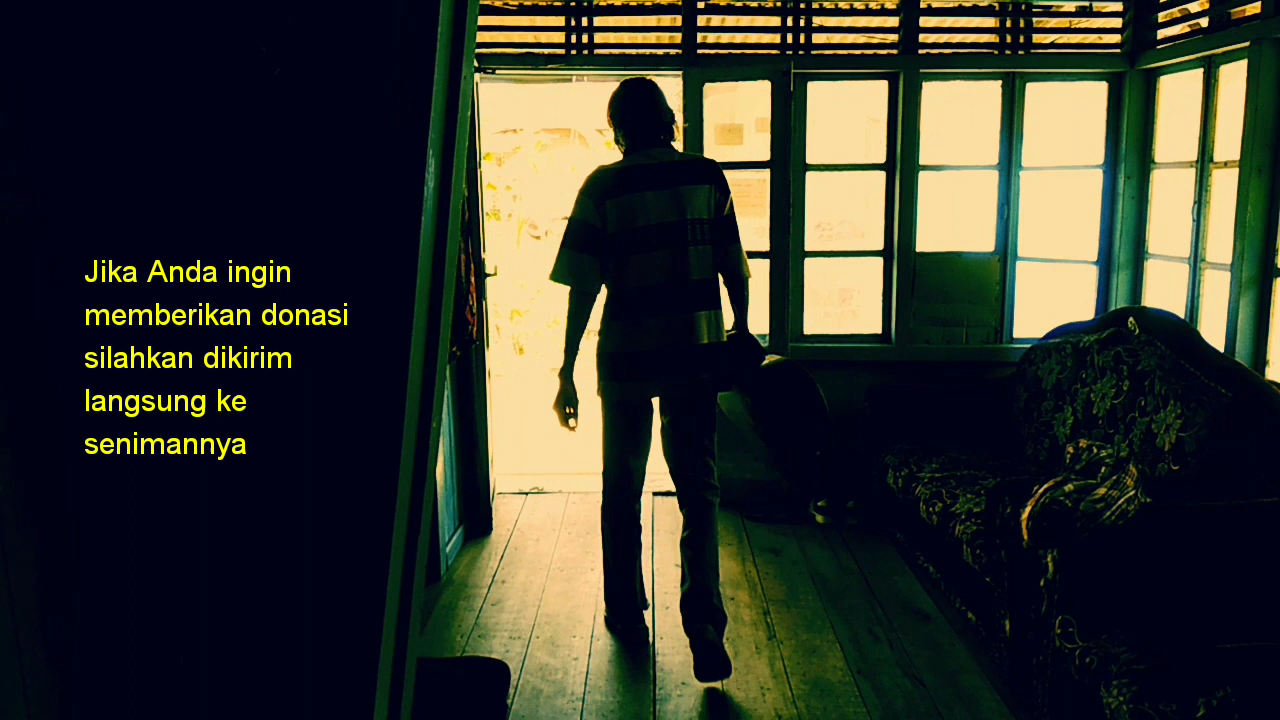 Jika Anda ingin
memberikan donasi
silahkan dikirim
langsung ke
senimannya